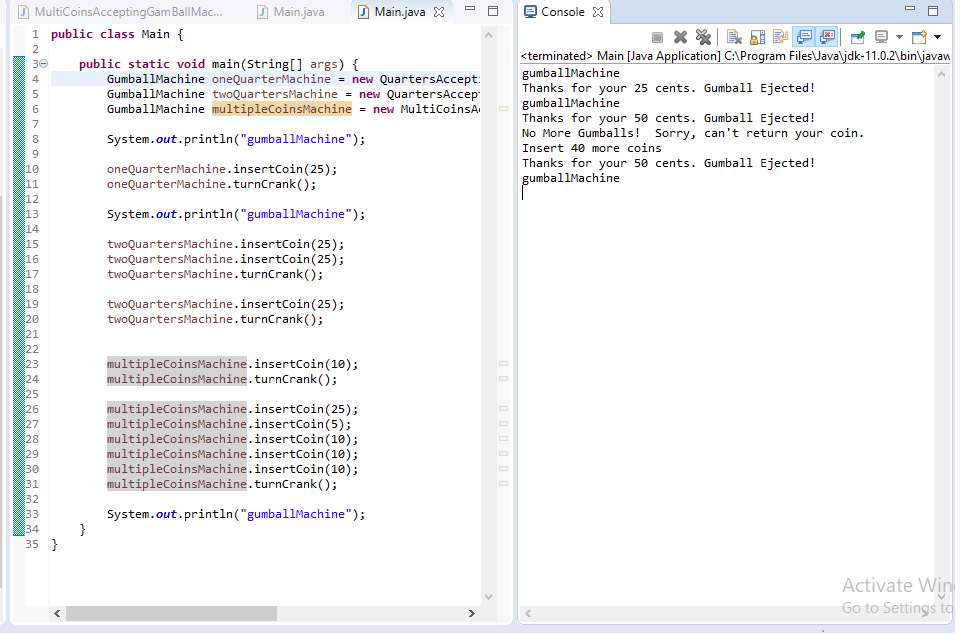 MultiCoinsAcceptingGamBallMac...
Main.java
Main.java
1 public class Main {
2
3 public static void main(String[] args) {
4 GumballMachine oneQuarterMachine = new QuartersAccepti
5 GumballMachine twoQuartersMachine = new QuartersAccept
6 GumballMachine multipleCoinsMachine = new MultiCoinsA
7
8 System.out.println("gumballMachine");
9
10 oneQuarterMachine.insertCoin(25);
11 oneQuarterMachine.turnCrank();
12
13 System.out.println("gumballMachine");
14
15 twoQuartersMachine.insertCoin(25);
16 twoQuartersMachine.insertCoin(25);
17 twoQuartersMachine.turnCrank();
18
19 twoQuartersMachine.insertCoin(25);
20 twoQuartersMachine.turnCrank();
21
22
23 multipleCoinsMachine.insertCoin(10);
24 multipleCoinsMachine.turnCrank();
25
26 multipleCoinsMachine.insertCoin(25);
27 multipleCoinsMachine.insertCoin(5);
28 multipleCoinsMachine.insertCoin(10);
29 multipleCoinsMachine.insertCoin(10);
30 multipleCoinsMachine.insertCoin(10);
31 multipleCoinsMachine.turnCrank();
32
33 System.out.println("gumballMachine");
34 }
35 }
Console
<terminated> Main [Java Application] C:\Program Files\Java\jdk-11.0.2\bin\javaw
gumballMachine
Thanks for your 25 cents. Gumball Ejected!
gumballMachine
Thanks for your 50 cents. Gumball Ejected!
No More Gumballs!  Sorry, can't return your coin.
Insert 40 more coins
Thanks for your 50 cents. Gumball Ejected!
gumballMachine
Activate Win
Go to Settings to